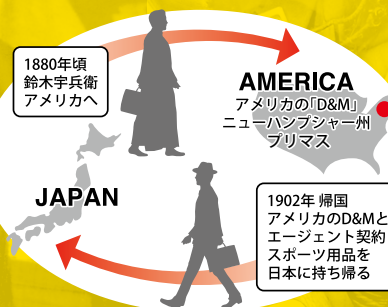 1880年頃
鈴木宇兵衛
アメリカへ
AMERICA
アメリカの「D&M」
ニューハンプシャー州
プリマス
JAPAN
1902年 帰国
アメリカのD&Mと
エージェント契約
スポーツ用品を
日本に持ち帰る